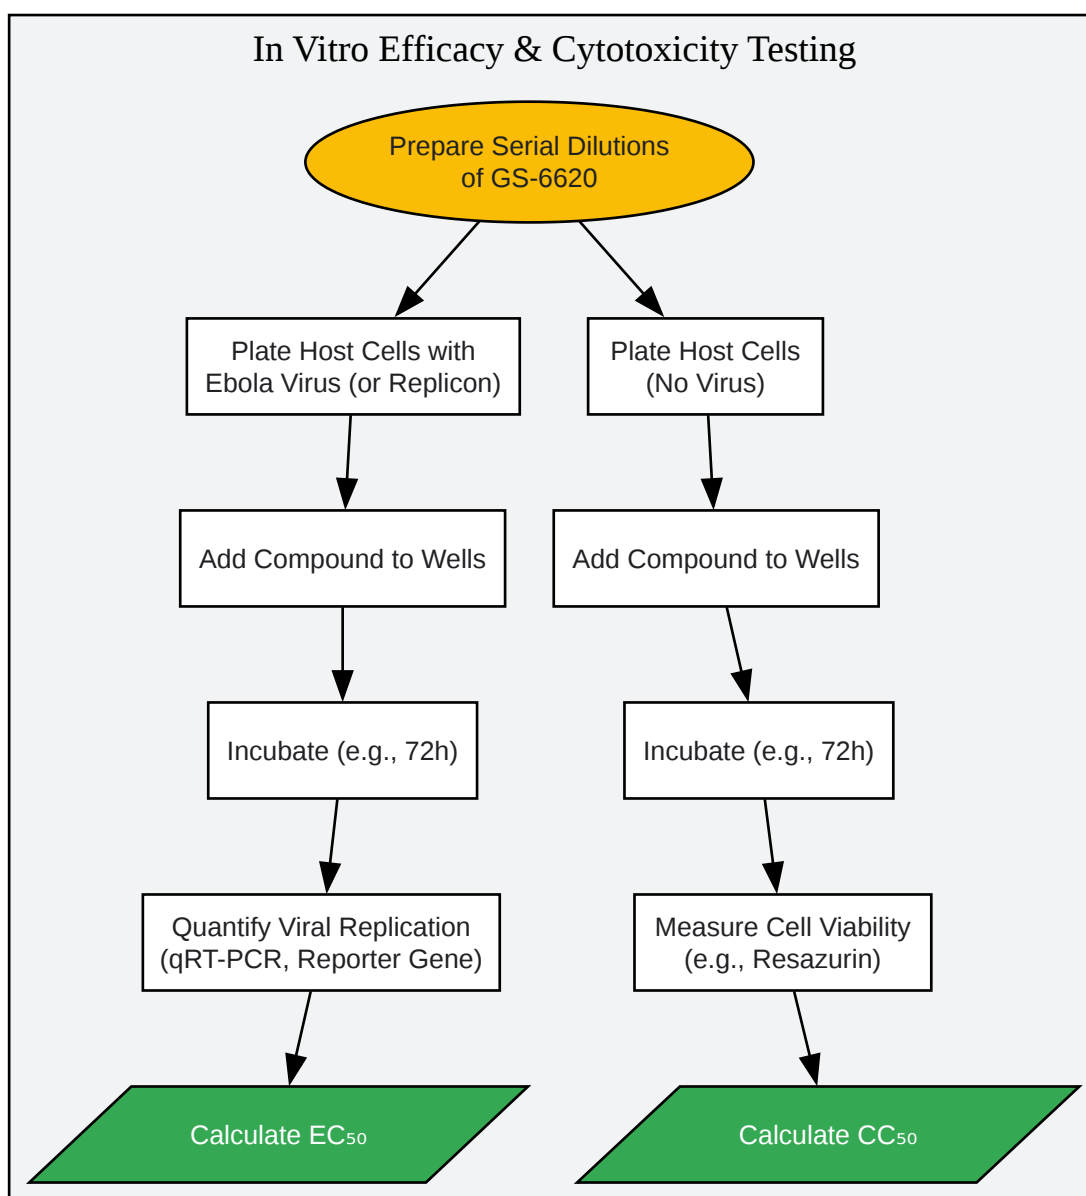 In Vitro Efficacy & Cytotoxicity Testing
Prepare Serial Dilutions
of GS-6620
Plate Host Cells with
Ebola Virus (or Replicon)
Plate Host Cells
(No Virus)
Add Compound to Wells
Add Compound to Wells
Incubate (e.g., 72h)
Incubate (e.g., 72h)
Quantify Viral Replication
(qRT-PCR, Reporter Gene)
Measure Cell Viability
(e.g., Resazurin)
Calculate EC₅₀
Calculate CC₅₀